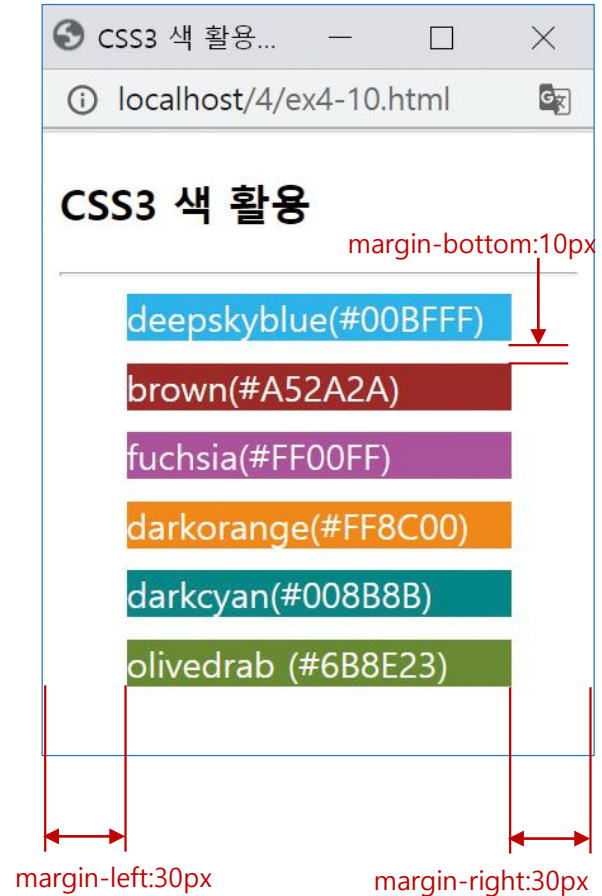 CSS3 색 활용...
localhost/4/ex4-10.html
CSS3 색 활용
margin-bottom:10px
deepskyblue(#00BFFF)
brown(#A52A2A)
fuchsia(#FF00FF)
darkorange(#FF8C00)
darkcyan(#008B8B)
olivedrab (#6B8E23)
margin-left:30px
margin-right:30px